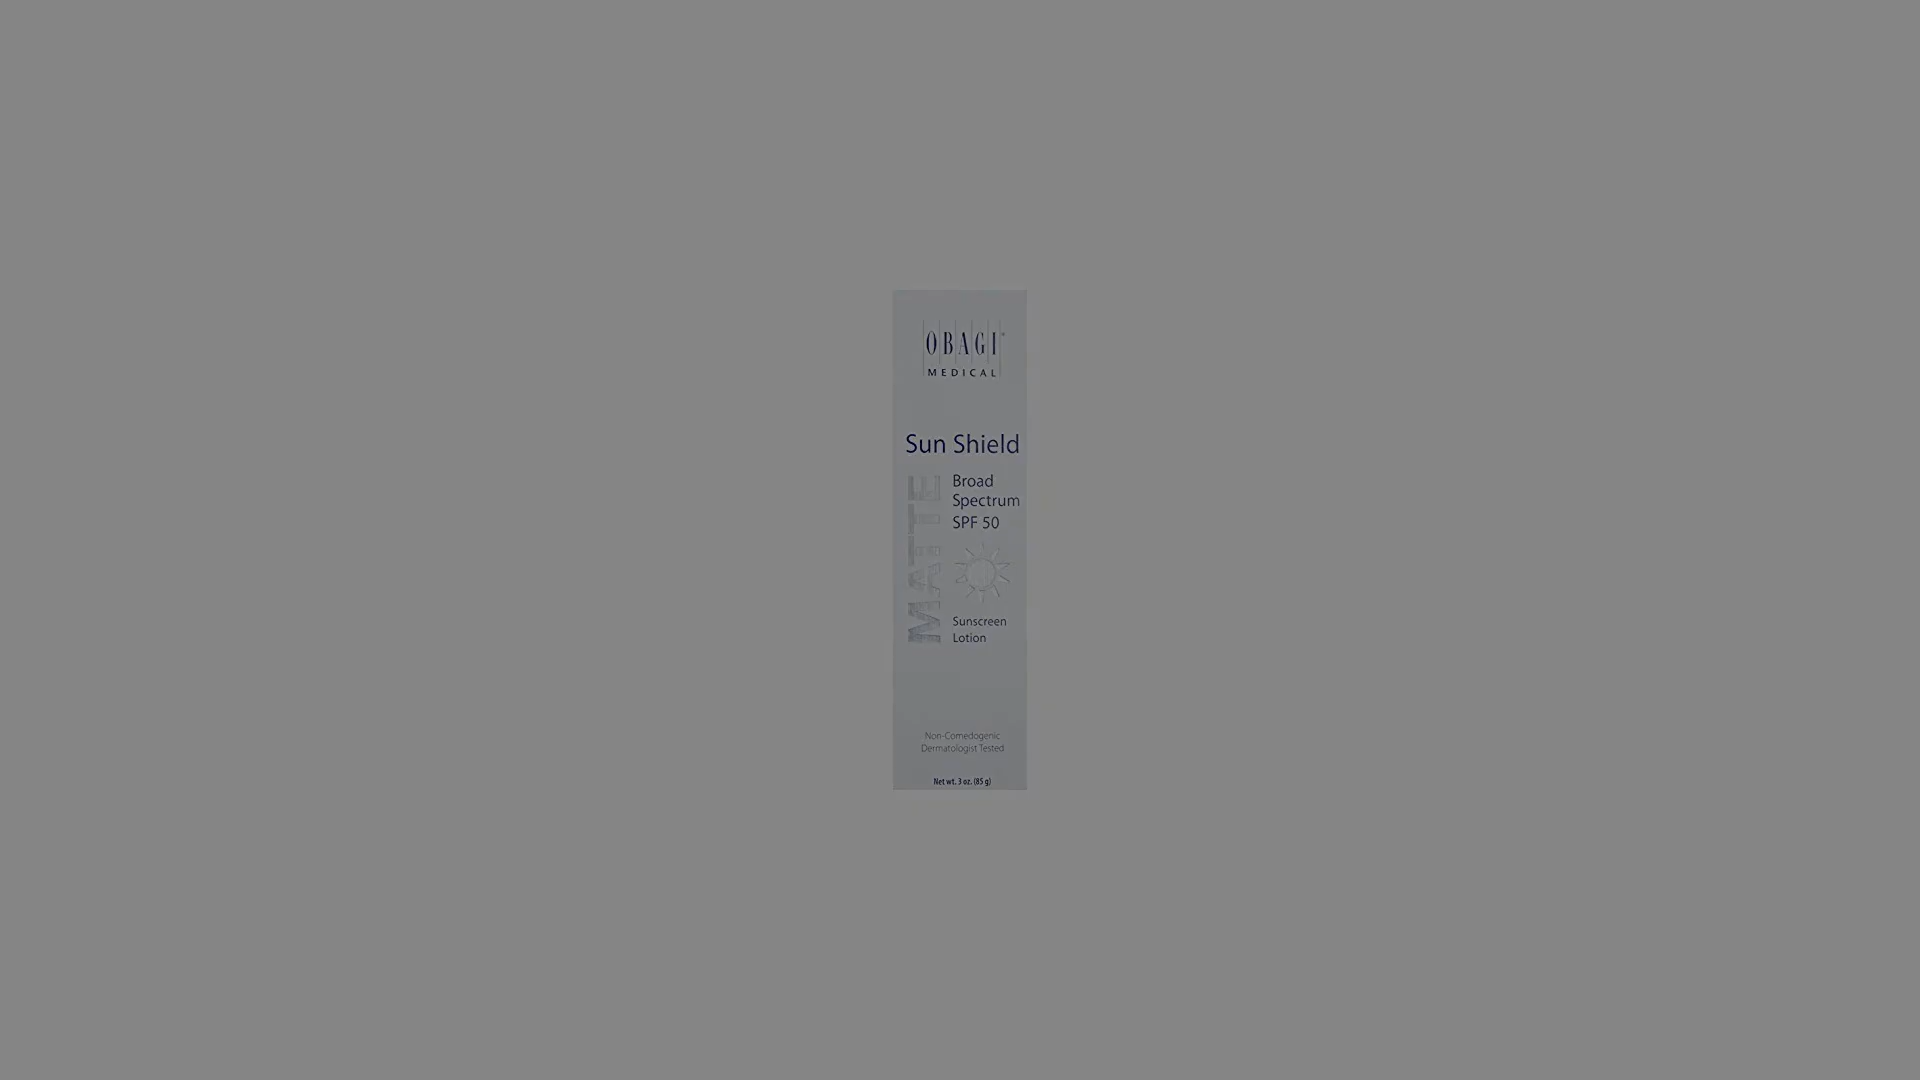 OBAGI®
MEDICAL
Sun Shield
MATTE
Broad
Spectrum
SPF 50
Sunscreen
Lotion
Non-Comedogenic
Dermatologist Tested
Net wt. 3 oz. (85 g)